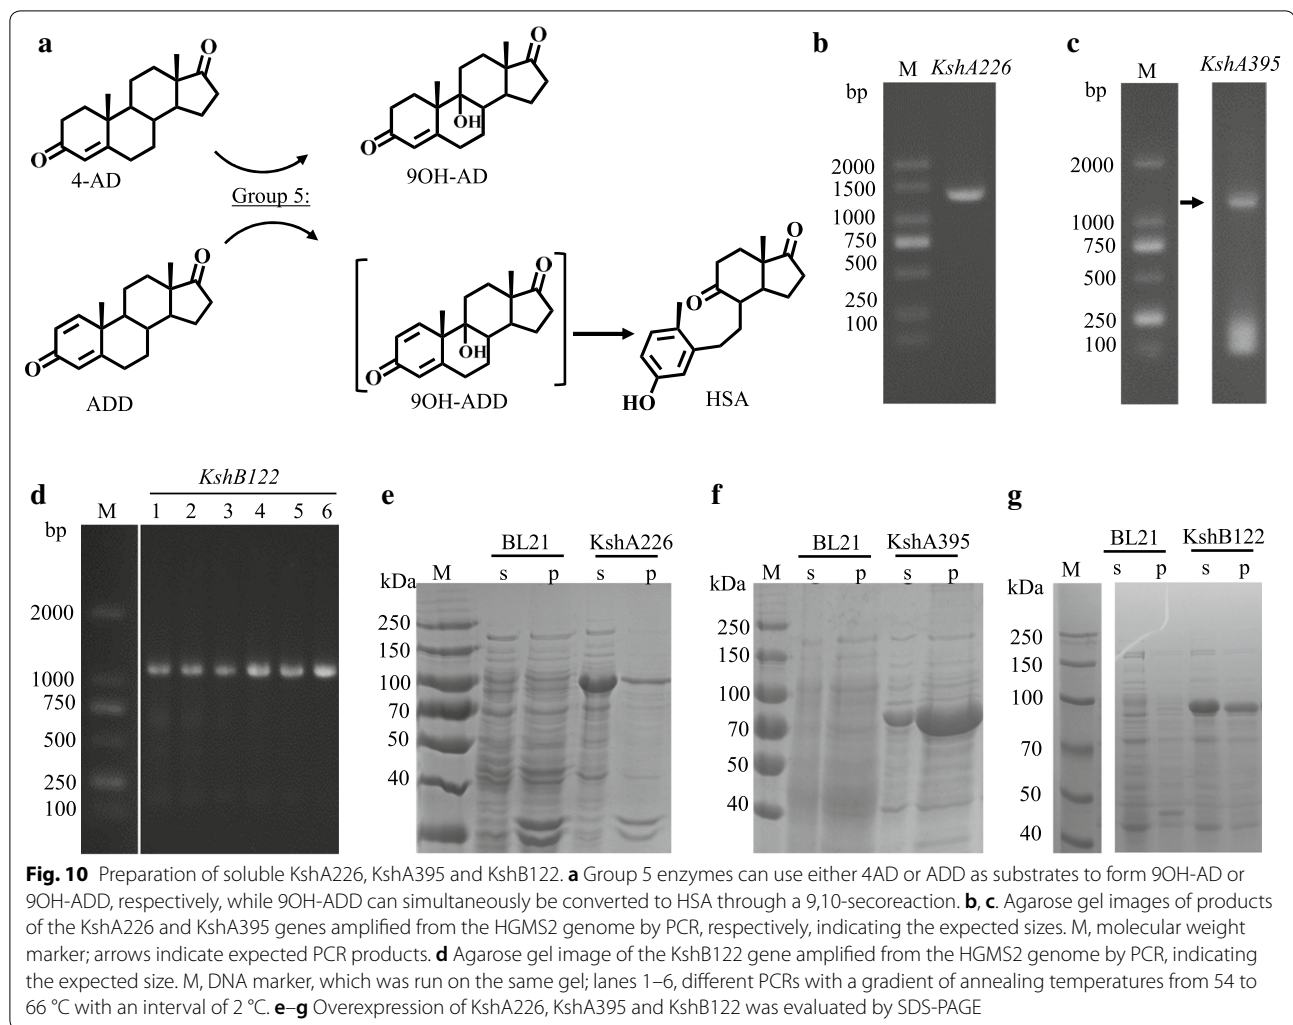 a
4-AD
O
O
9OH-AD
O
O
OH
Group 5:
ADD
O
O
9OH-ADD
O
O
OH
HSA
O
O
HO
b
M KshA226
bp
2000
1500
1000
750
500
250
100
c
M KshA395
bp
2000
1000
750
500
250
100
d
KshB122
M 1 2 3 4 5 6
bp
2000
1000
750
500
250
100
e
BL21 KshA226
kDa M s p s p
250
150
100
70
50
40
f
BL21 KshA395
kDa M s p s p
250
150
100
70
50
40
g
BL21 KshB122
kDa M s p s p
250
150
100
70
50
40
Fig. 10 Preparation of soluble KshA226, KshA395 and KshB122. a Group 5 enzymes can use either 4AD or ADD as substrates to form 9OH-AD or
9OH-ADD, respectively, while 9OH-ADD can simultaneously be converted to HSA through a 9,10-secoreaction. b, c. Agarose gel images of products
of the KshA226 and KshA395 genes amplified from the HGMS2 genome by PCR, respectively, indicating the expected sizes. M, molecular weight
marker; arrows indicate expected PCR products. d Agarose gel image of the KshB122 gene amplified from the HGMS2 genome by PCR, indicating
the expected size. M, DNA marker, which was run on the same gel; lanes 1–6, different PCRs with a gradient of annealing temperatures from 54 to
66 °C with an interval of 2 °C. e–g Overexpression of KshA226, KshA395 and KshB122 was evaluated by SDS-PAGE